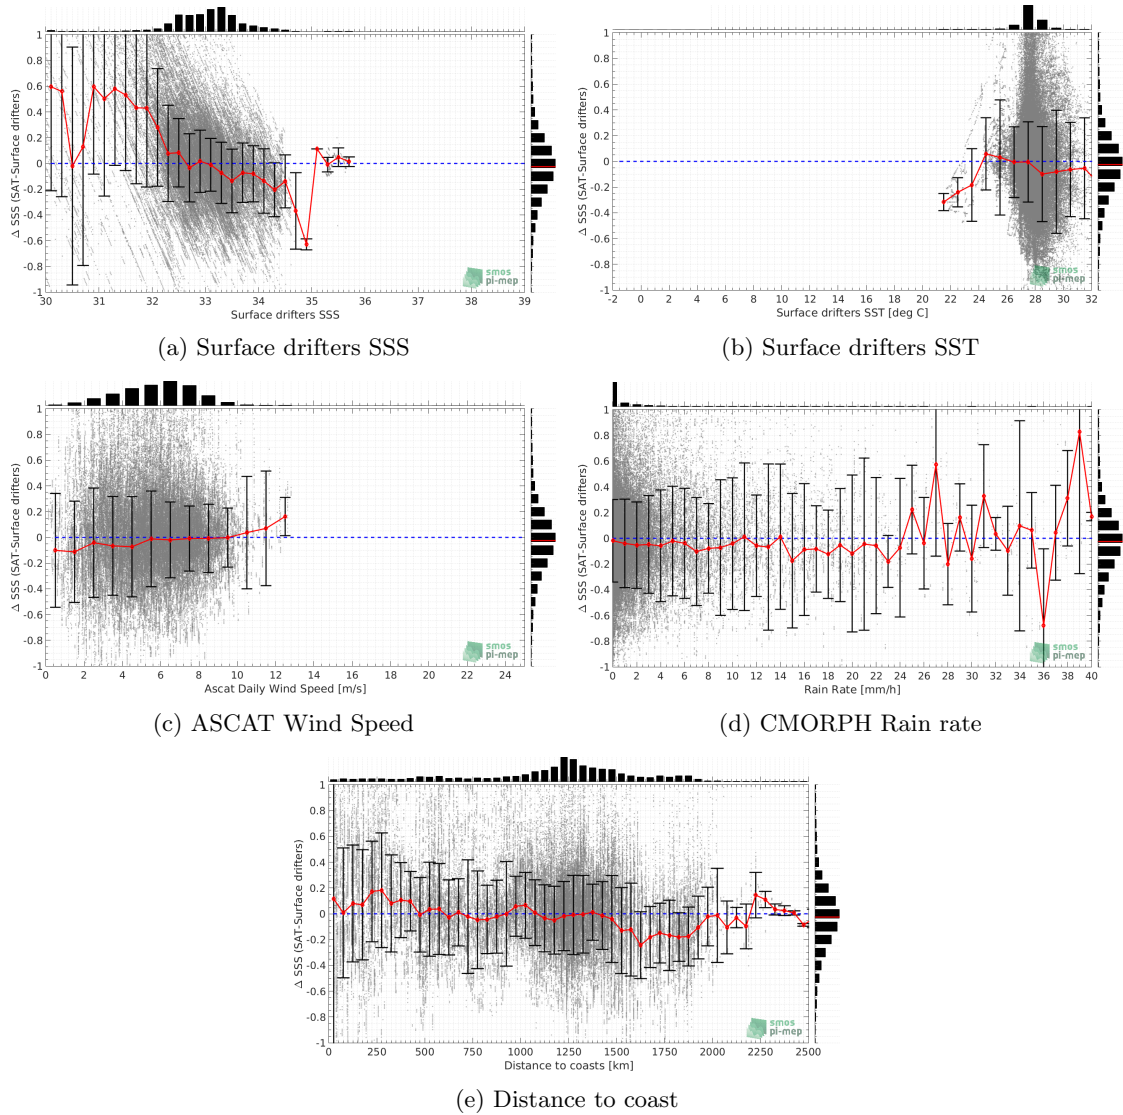 Δ SSS (SAT-Surface drifters)
1
0.8
0.6
0.4
0.2
0
-0.2
-0.4
-0.6
-0.8
-1
30 31 32 33 34 35 36 37 38 39
Surface drifters SSS
smos
pi-mep
(a) Surface drifters SSS
Δ SSS (SAT-Surface drifters)
1
0.8
0.6
0.4
0.2
0
-0.2
-0.4
-0.6
-0.8
-1
-2 0 2 4 6 8 10 12 14 16 18 20 22 24 26 28 30 32
Surface drifters SST [deg C]
smos
pi-mep
(b) Surface drifters SST
Δ SSS (SAT-Surface drifters)
1
0.8
0.6
0.4
0.2
0
-0.2
-0.4
-0.6
-0.8
-1
0 2 4 6 8 10 12 14 16 18 20 22 24
Ascat Daily Wind Speed [m/s]
smos
pi-mep
(c) ASCAT Wind Speed
Δ SSS (SAT-Surface drifters)
1
0.8
0.6
0.4
0.2
0
-0.2
-0.4
-0.6
-0.8
-1
0 2 4 6 8 10 12 14 16 18 20 22 24 26 28 30 32 34 36 38 40
Rain Rate [mm/h]
smos
pi-mep
(d) CMORPH Rain rate
Δ SSS (SAT-Surface drifters)
1
0.8
0.6
0.4
0.2
0
-0.2
-0.4
-0.6
-0.8
-1
0 250 500 750 1000 1250 1500 1750 2000 2250 2500
Distance to coasts [km]
smos
pi-mep
(e) Distance to coast